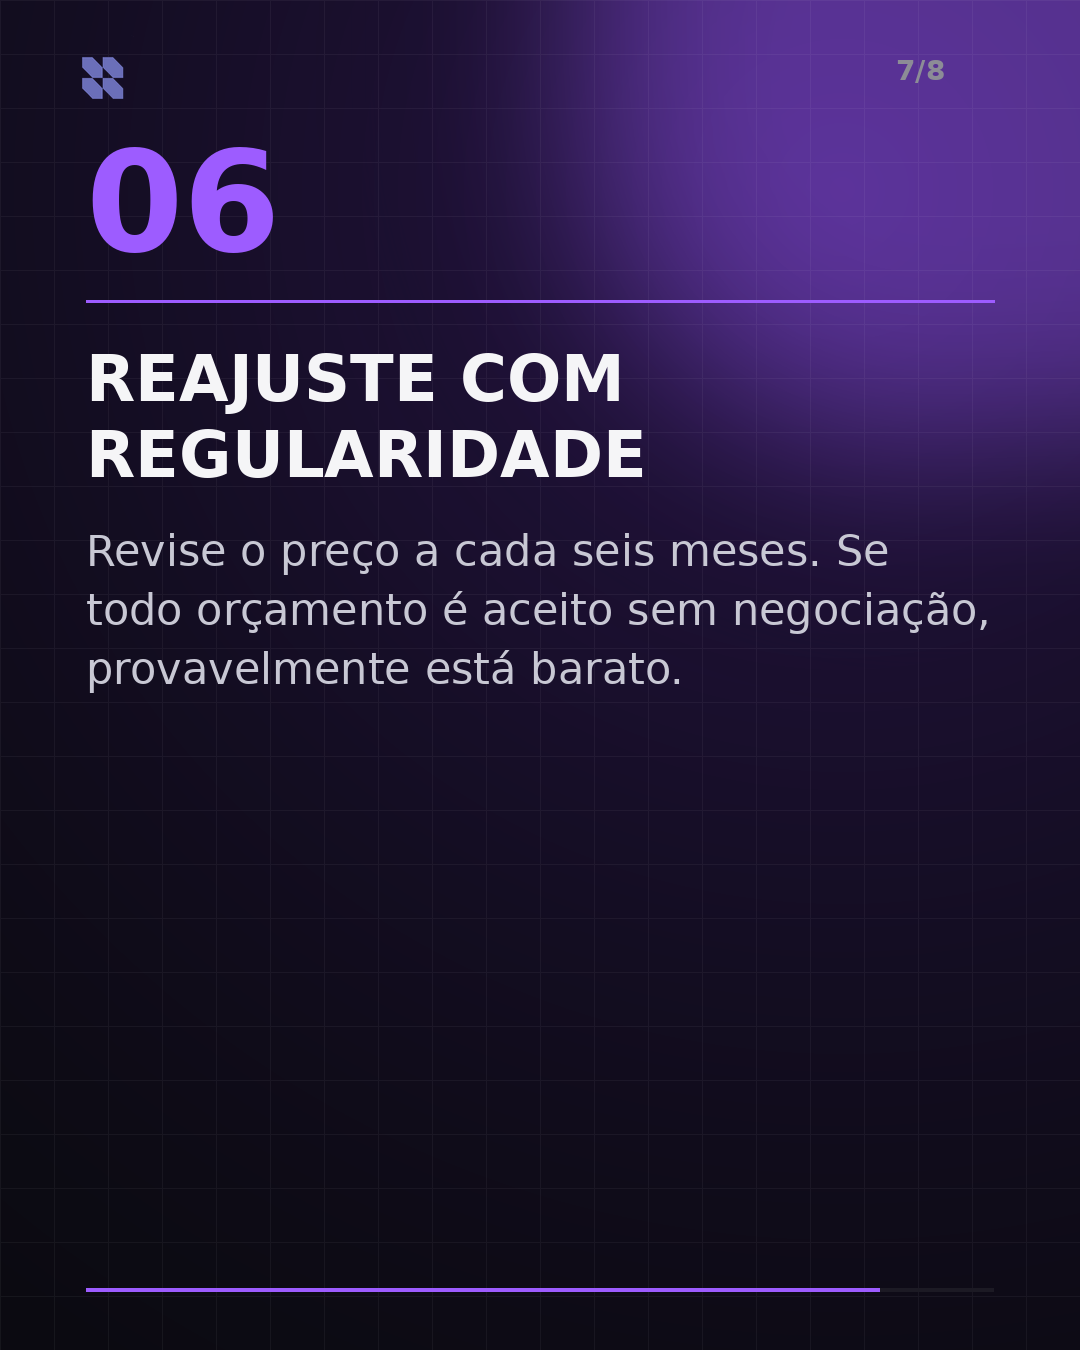 7/8
06
REAJUSTE COM
REGULARIDADE
Revise o preço a cada seis meses. Se
todo orçamento é aceito sem negociação,
provavelmente está barato.